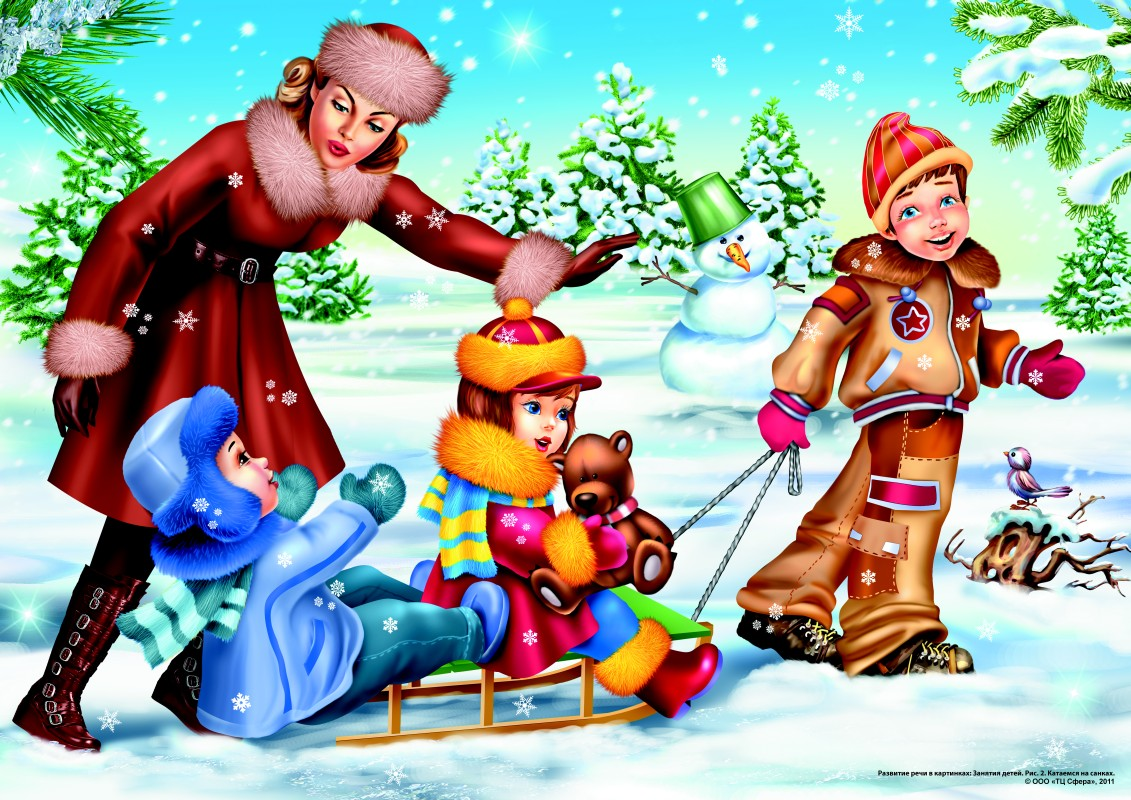 Развитие речи в картинках: Занятия детей. Рис. 2. Катаемся на санках.
© ООО «ТЦ Сфера», 2011